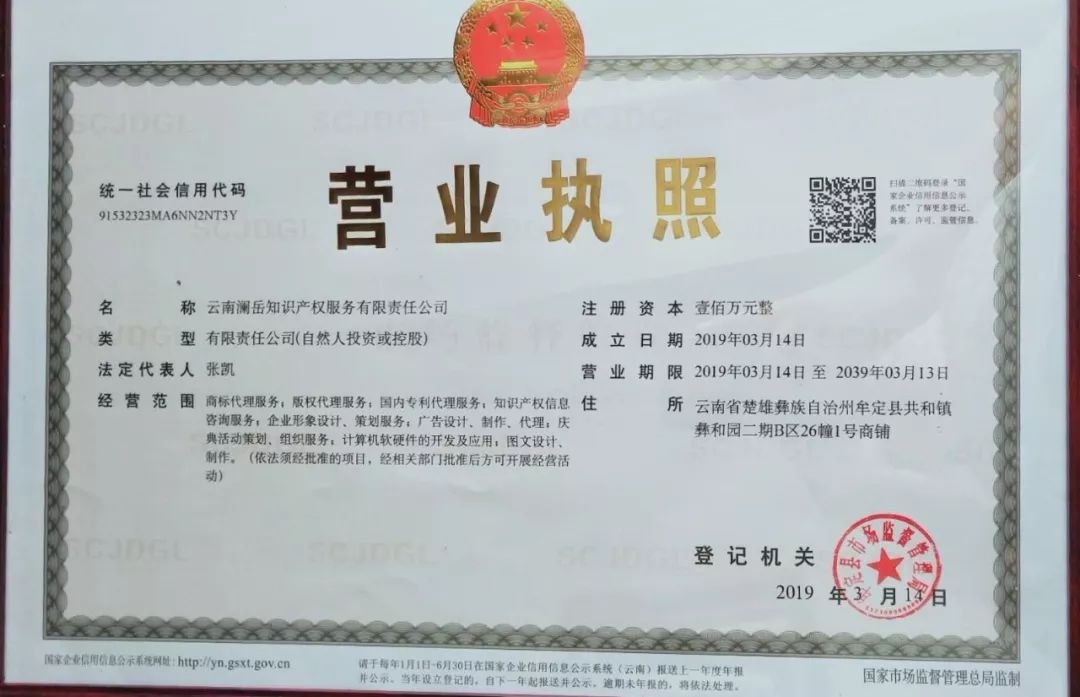 营业执照
统一社会信用代码
91532323MA6NN2NT3Y
扫描二维码登录“国
家企业信用信息公示
系统”了解更多登记、
备案、许可、监管信息。
名称 云南澜岳知识产权服务有限责任公司
类型 有限责任公司(自然人投资或控股)
法定代表人 张凯
经营范围 商标代理服务；版权代理服务；国内专利代理服务；知识产权信息
咨询服务；企业形象设计、策划服务；广告设计、制作、代理；庆
典活动策划、组织服务；计算机软硬件的开发及应用；图文设计、
制作。（依法须经批准的项目，经相关部门批准后方可开展经营活
动）
注册资本 壹佰万元整
成立日期 2019年03月14日
营业期限 2019年03月14日 至 2039年03月13日
住所 云南省楚雄彝族自治州牟定县共和镇
彝和园二期B区26幢1号商铺
登记机关
牟定县市场监督管理局
2019 年 3 月 14 日
国家企业信用信息公示系统网址: http://yn.gsxt.gov.cn
请于每年1月1日-6月30日在国家企业信用信息公示系统（云南）报送上一年度年报
并公示。当年设立登记的，自下一年起报送并公示。逾期未年报的，将依法处理。
国家市场监督管理总局监制
SCJDGL